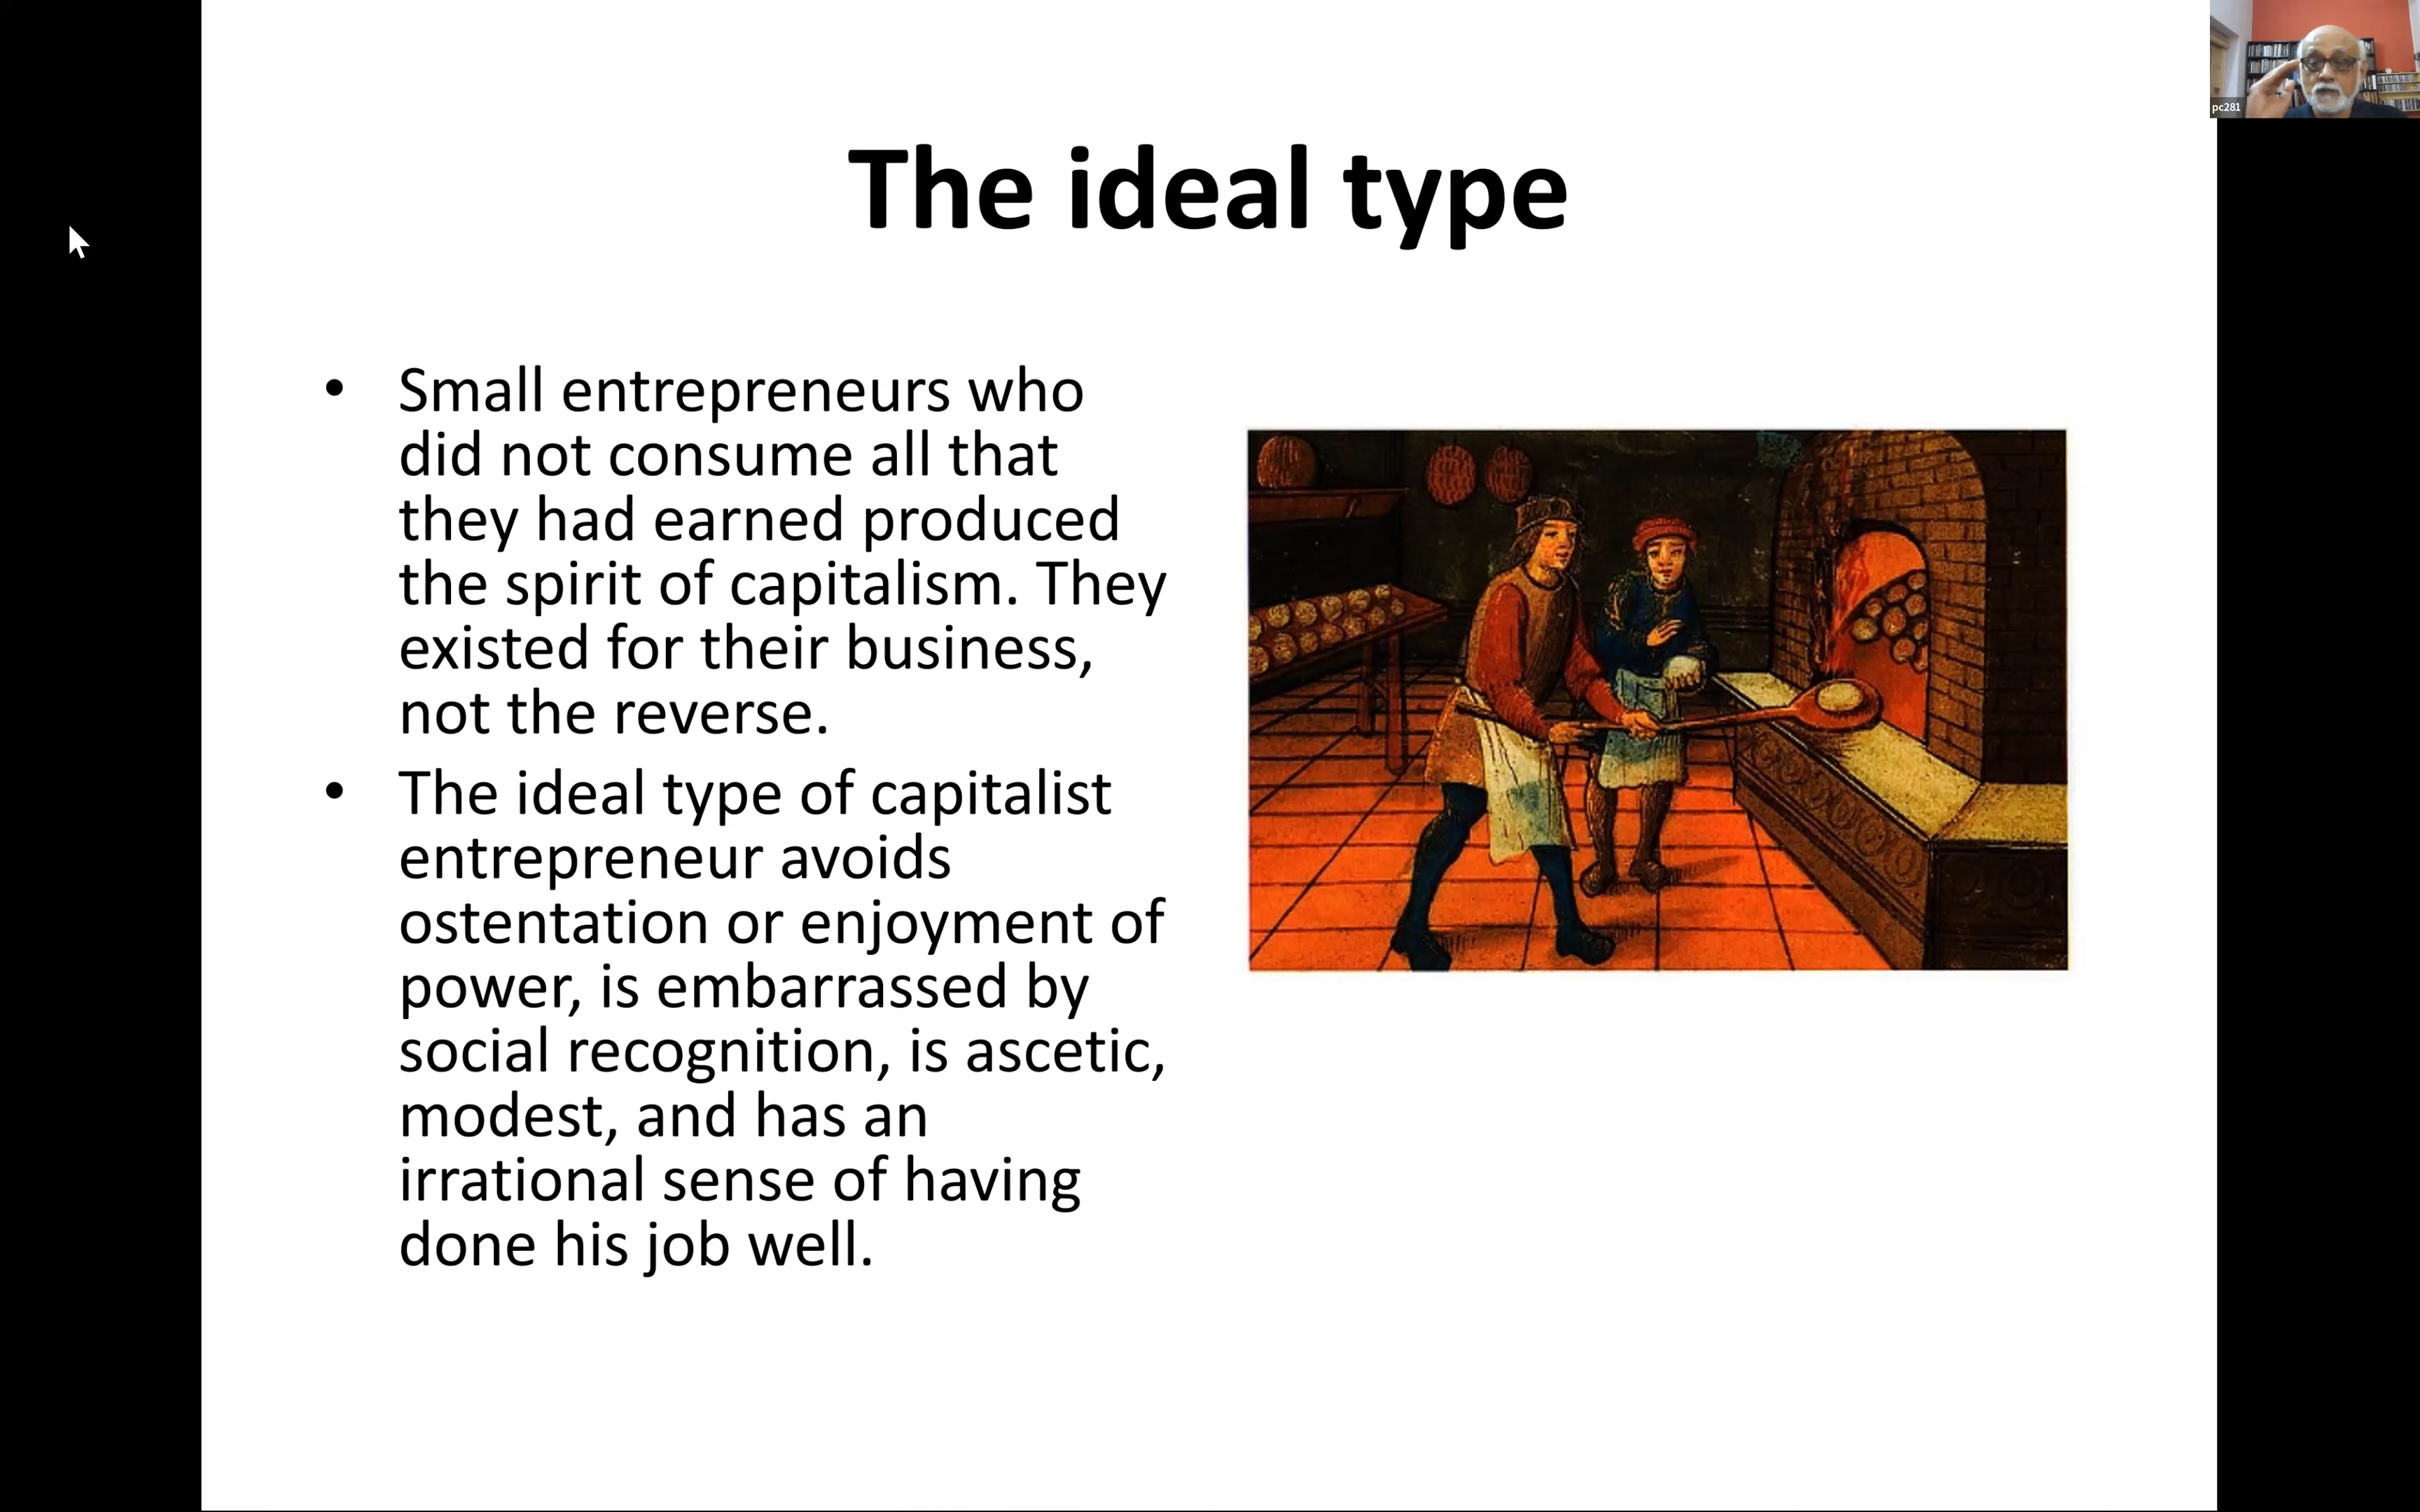 pc281
The ideal type
• Small entrepreneurs who
did not consume all that
they had earned produced
the spirit of capitalism. They
existed for their business,
not the reverse.
• The ideal type of capitalist
entrepreneur avoids
ostentation or enjoyment of
power, is embarrassed by
social recognition, is ascetic,
modest, and has an
irrational sense of having
done his job well.